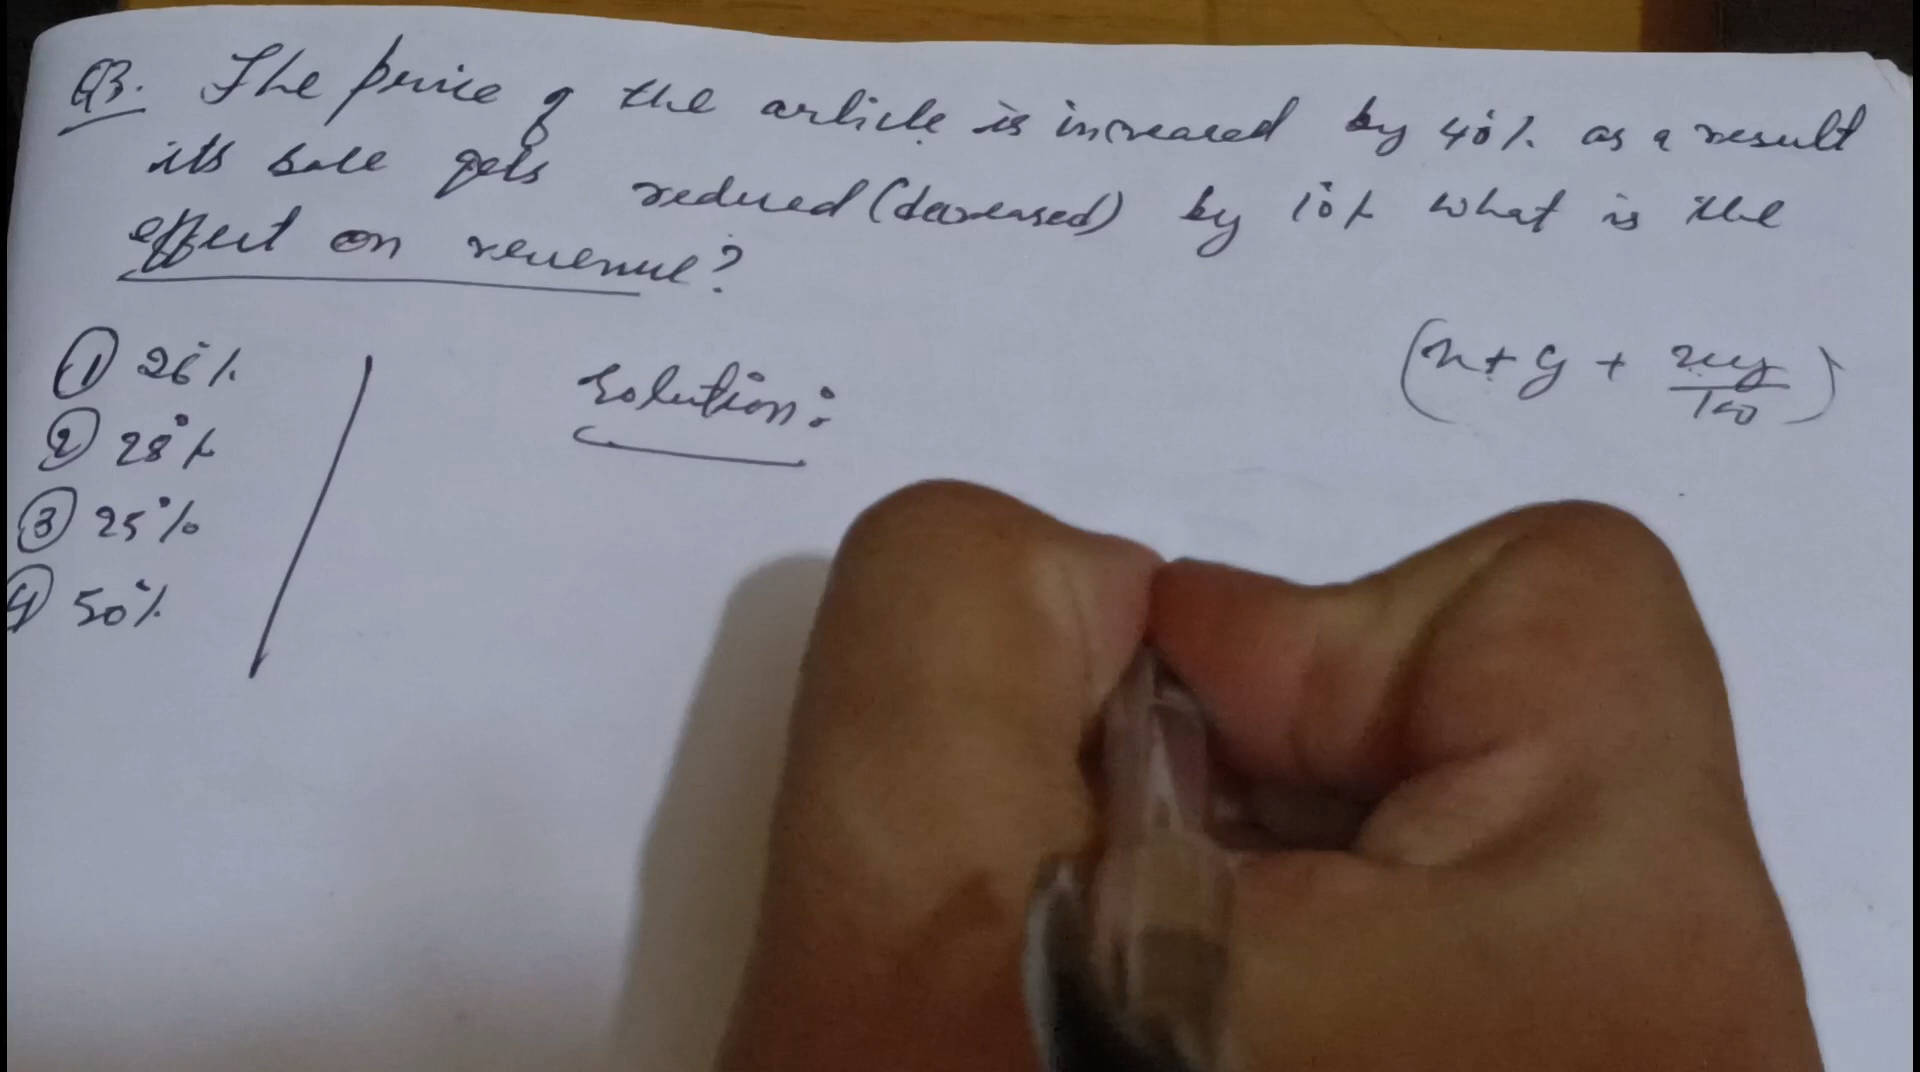 Q3. The price of the article is increased by 40%. as a result
its sale gets reduced (decreased) by 10% what is the
effect on revenue?
(x + y + xy/100)
① 26%
Solution:
② 28%
③ 25%
④ 50%